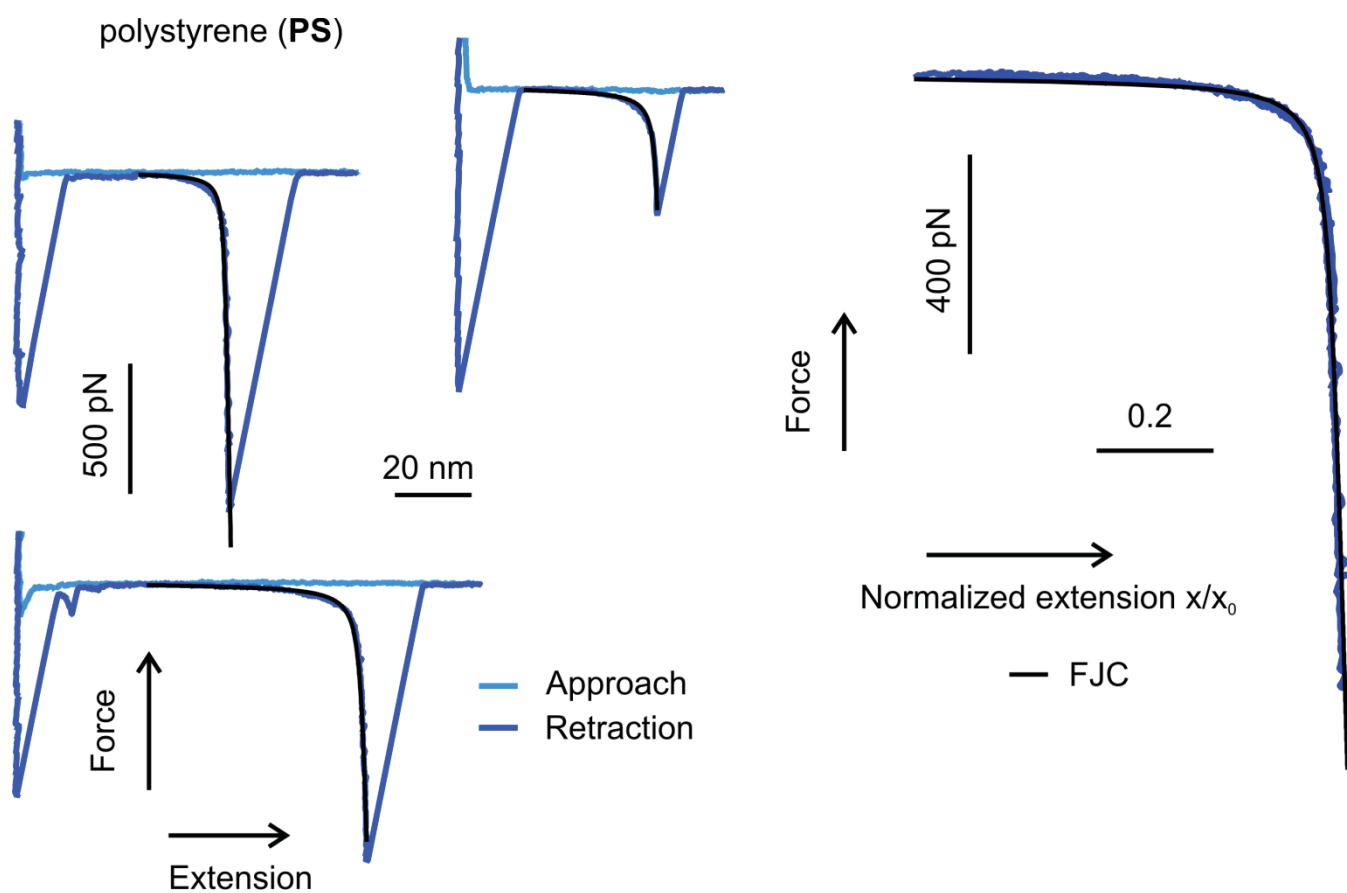 polystyrene (PS)
500 pN
20 nm
Force
Extension
Approach
Retraction
400 pN
Force
0.2
Normalized extension x/x₀
FJC